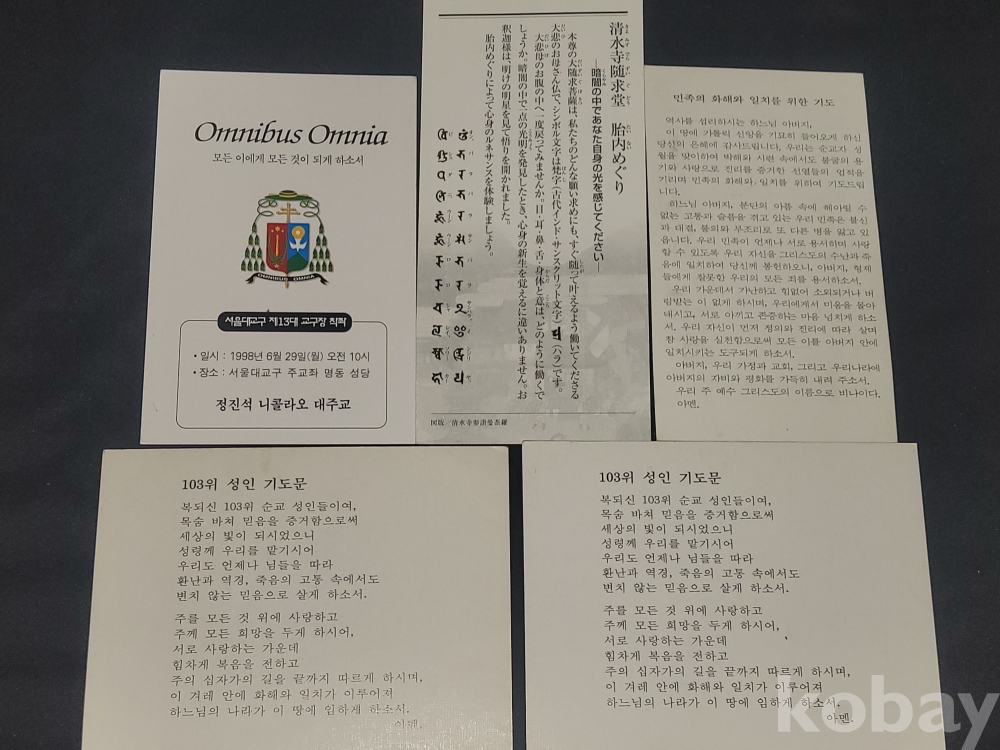 Omnibus Omnia
모든 이에게 모든 것이 되게 하소서
OMNIBUS OMNIA
서울대교구 제13대 교구장 착좌
• 일시 : 1998년 6월 29일(월) 오전 10시
• 장소 : 서울대교구 주교좌 명동 성당
정진석 니콜라오 대주교
清水寺随求堂 胎内めぐり
―暗闇の中であなた自身の光を感じてください―
本尊の大随求菩薩は、私たちのどんな願い求めにも、すぐ随って叶えるよう働いてくださる
大悲のお母さん仏で、シンボル文字は梵字(古代インド・サンスクリット文字) (ハラ)です。
大悲母のお腹の中へ一度戻ってみませんか。目・耳・鼻・舌・身体と意は、どのように働くで
しょうか。暗闇の中で一点の光明を発見したとき、心身の新生を覚えるに違いありません。お
釈迦様は、明けの明星を見て悟りを開かれました。
胎内めぐりによって心身のルネサンスを体験しましょう。
図版/清水寺参詣曼荼羅
민족의 화해와 일치를 위한 기도
역사를 섭리하시는 하느님 아버지,
이 땅에 가톨릭 신앙을 기묘히 들어오게 하신
당신의 은혜에 감사드립니다. 우리는 순교자 성
월을 맞이하여 박해와 시련 속에서도 불굴의 용
기와 사랑으로 진리를 증거한 선열들의 업적을
기리며 민족의 화해와 일치를 위하여 기도드립
니다.
하느님 아버지, 분단의 아픔 속에 헤아릴 수
없는 고통과 슬픔을 겪고 있는 우리 민족은 불신
과 대결, 불의와 부조리로 또 다른 병을 앓고 있
습니다. 우리 민족이 언제나 서로 용서하며 사랑
할 수 있도록 우리 자신을 그리스도의 수난과 죽
음에 일치하여 당신께 봉헌하오니, 아버지, 형제
들에게 잘못한 우리의 모든 죄를 용서하소서.
우리 가운데서 가난하고 힘없어 소외되거나 버
림받는 이 없게 하시며, 우리에게서 미움을 몰아
내시고, 서로 아끼고 존중하는 마음 넘치게 하소
서. 우리 자신이 먼저 정의와 진리에 따라 살며
참 사랑을 실천함으로써 모든 이를 아버지 안에
일치시키는 도구되게 하소서.
아버지, 우리 가정과 교회, 그리고 우리나라에
아버지의 자비와 평화를 가득히 내려 주소서.
우리 주 예수 그리스도의 이름으로 비나이다.
아멘.
103위 성인 기도문
복되신 103위 순교 성인들이여,
목숨 바쳐 믿음을 증거함으로써
세상의 빛이 되시었으니
성령께 우리를 맡기시어
우리도 언제나 님들을 따라
환난과 역경, 죽음의 고통 속에서도
변치 않는 믿음으로 살게 하소서.
주를 모든 것 위에 사랑하고
주께 모든 희망을 두게 하시어,
서로 사랑하는 가운데
힘차게 복음을 전하고
주의 십자가의 길을 끝까지 따르게 하시며,
이 겨레 안에 화해와 일치가 이루어져
하느님의 나라가 이 땅에 임하게 하소서.
아멘.
103위 성인 기도문
복되신 103위 순교 성인들이여,
목숨 바쳐 믿음을 증거함으로써
세상의 빛이 되시었으니
성령께 우리를 맡기시어
우리도 언제나 님들을 따라
환난과 역경, 죽음의 고통 속에서도
변치 않는 믿음으로 살게 하소서.
주를 모든 것 위에 사랑하고
주께 모든 희망을 두게 하시어,
서로 사랑하는 가운데
힘차게 복음을 전하고
주의 십자가의 길을 끝까지 따르게 하시며,
이 겨레 안에 화해와 일치가 이루어져
하느님의 나라가 이 땅에 임하게 하소서.
아멘.
kobay